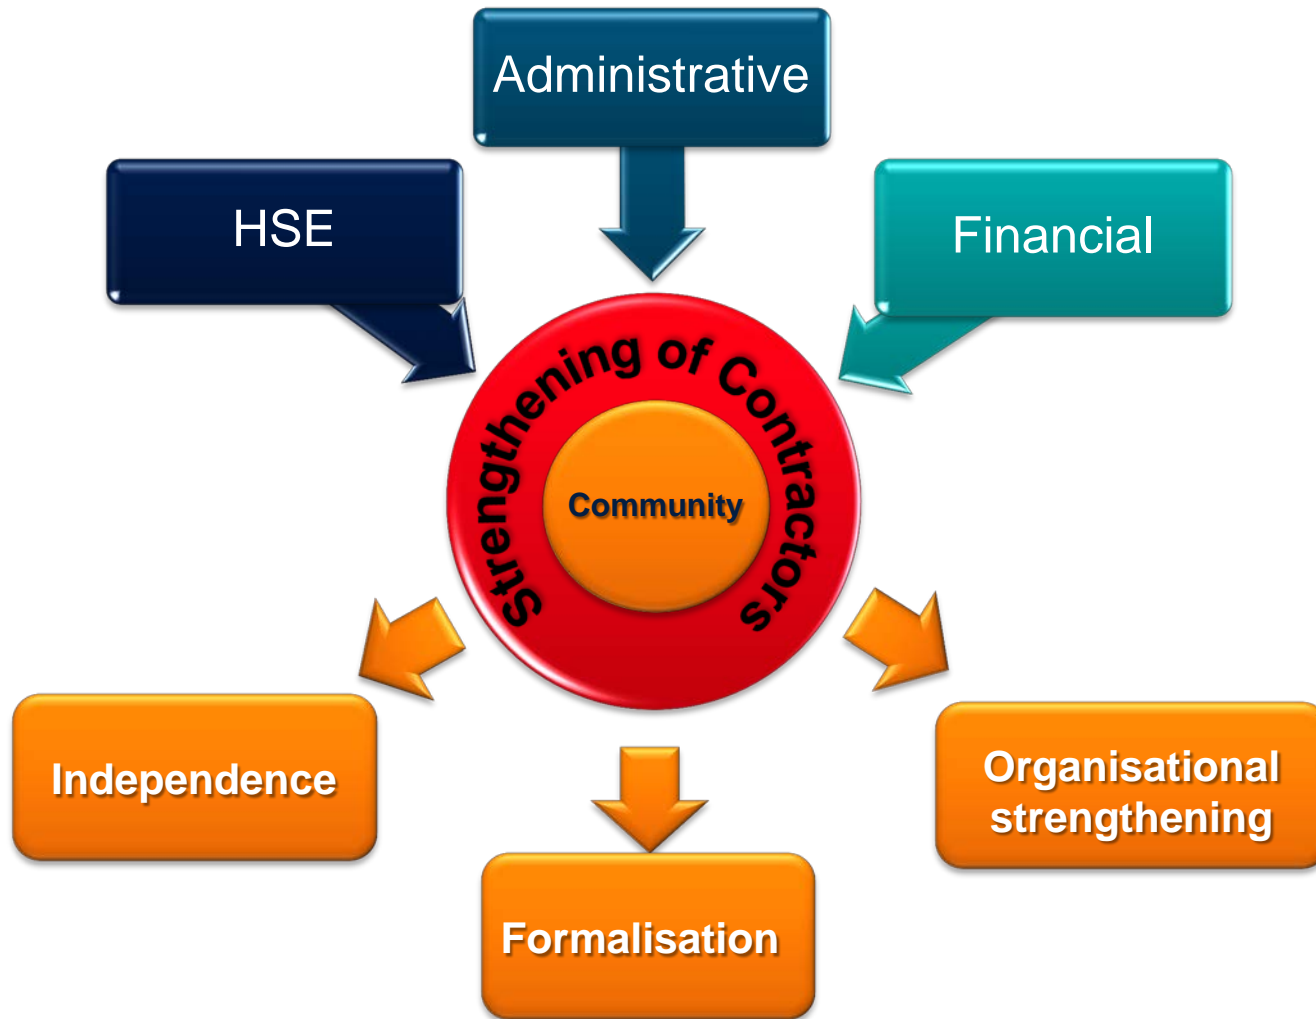 Administrative
HSE
Financial
Strengthening of Contractors
Community
Independence
Organisational
strengthening
Formalisation